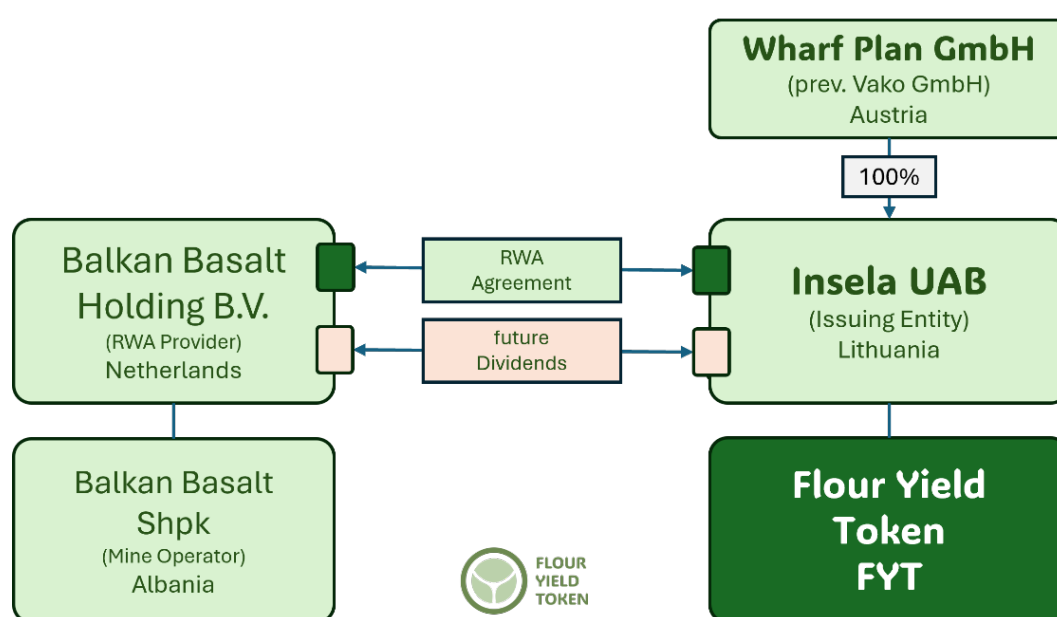 Wharf Plan GmbH
(prev. Vako GmbH)
Austria
100%
Balkan Basalt
Holding B.V.
(RWA Provider)
Netherlands
RWA
Agreement
future
Dividends
Insela UAB
(Issuing Entity)
Lithuania
Balkan Basalt
Shpk
(Mine Operator)
Albania
FLOUR
YIELD
TOKEN
Flour Yield
Token
FYT